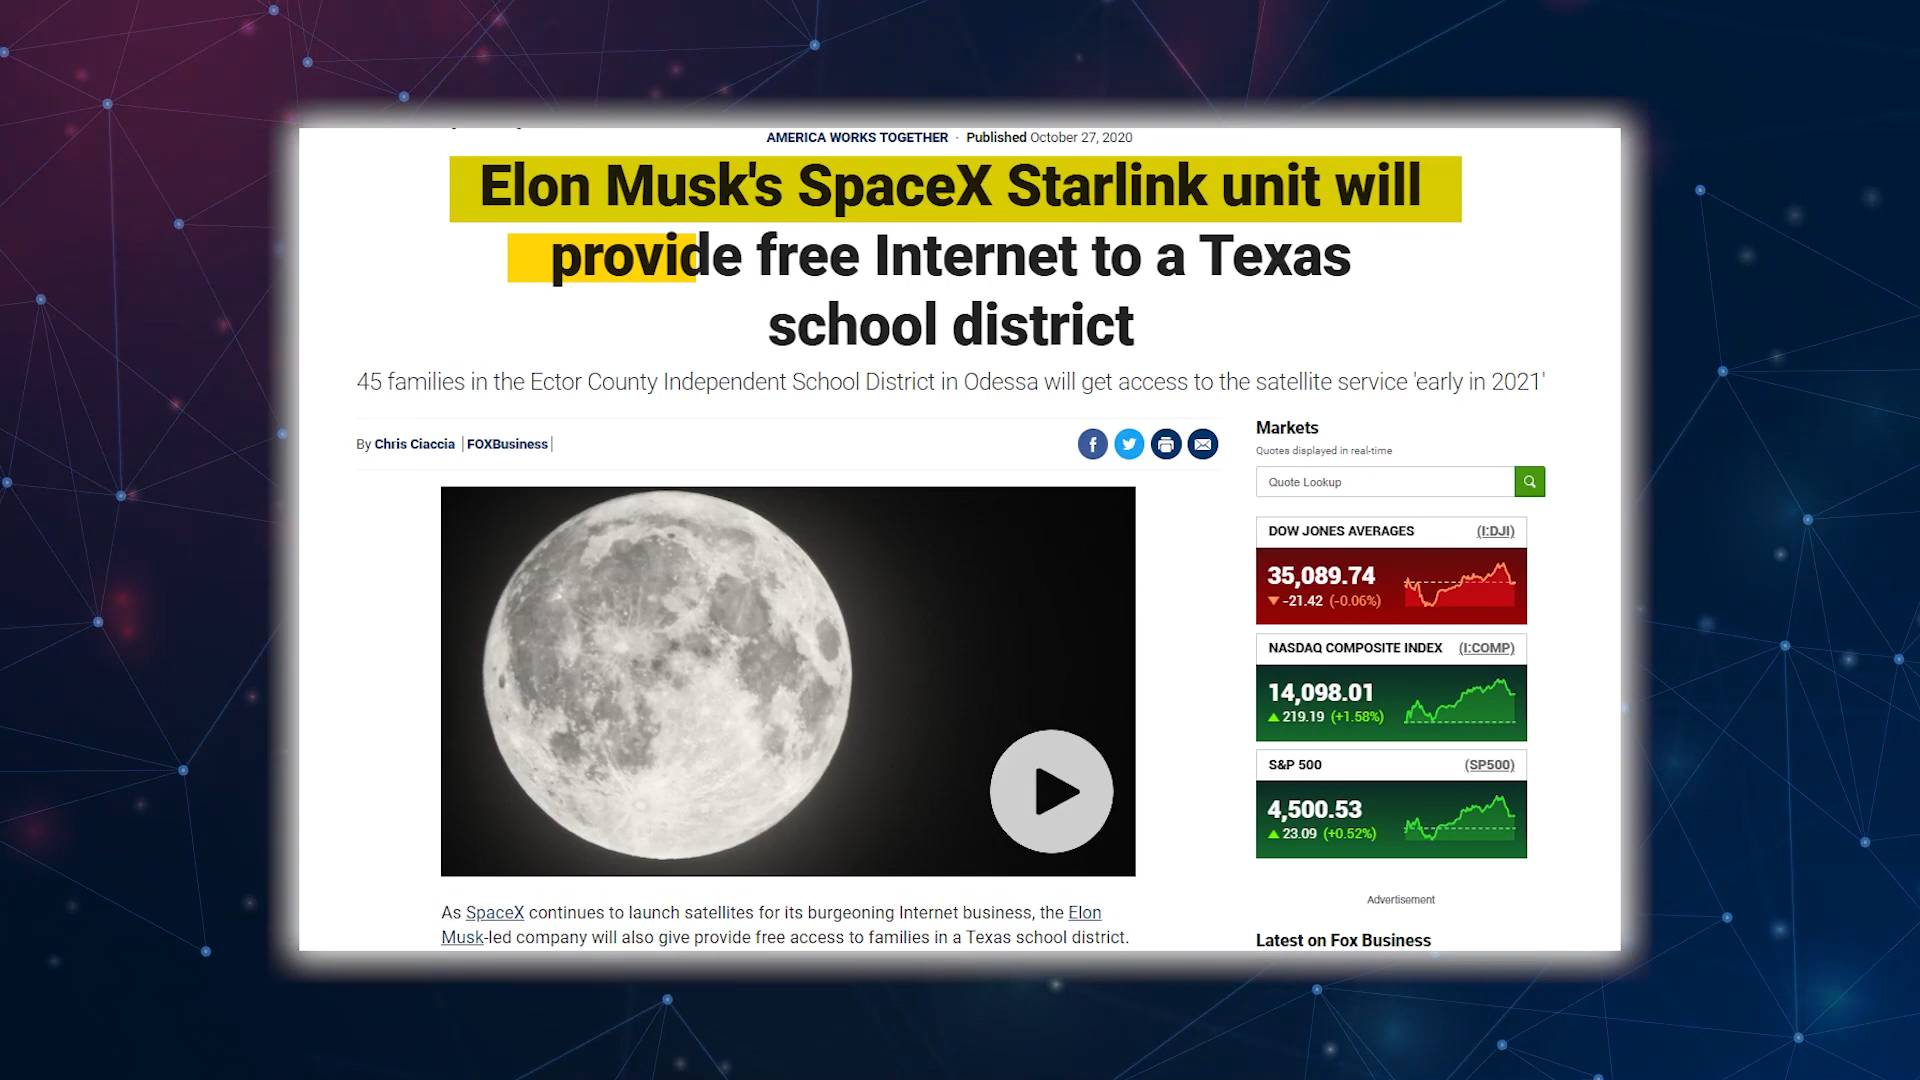 AMERICA WORKS TOGETHER · Published October 27, 2020
Elon Musk's SpaceX Starlink unit will
provide free Internet to a Texas
school district
45 families in the Ector County Independent School District in Odessa will get access to the satellite service 'early in 2021'
By Chris Ciaccia | FOXBusiness |
Markets
Quotes displayed in real-time
Quote Lookup
DOW JONES AVERAGES (I:DJI)
35,089.74
-21.42 (-0.06%)
NASDAQ COMPOSITE INDEX (I:COMP)
14,098.01
219.19 (+1.58%)
S&P 500 (SP500)
4,500.53
23.09 (+0.52%)
As SpaceX continues to launch satellites for its burgeoning Internet business, the Elon
Musk-led company will also give provide free access to families in a Texas school district.
Advertisement
Latest on Fox Business